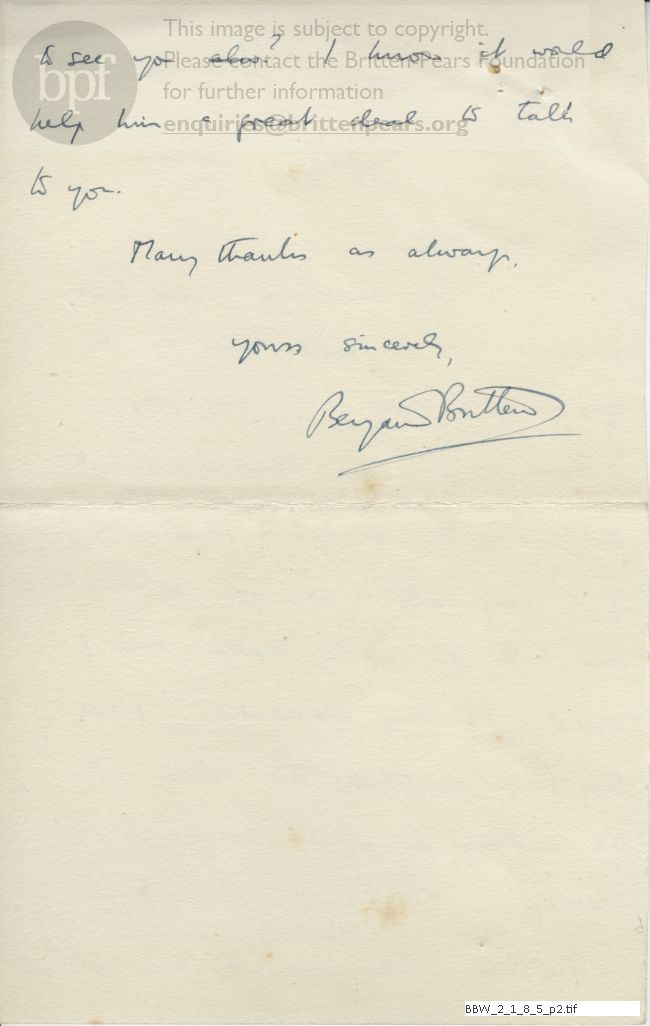 This image is subject to copyright.
Please contact the Britten-Pears Foundation
for further information
enquiries@brittenpears.org
bpf
to see you also? I know it would
help him a great deal to talk
to you.
Many thanks as always,
yours sincerely,
Benjamin Britten
BBW_2_1_8_5_p2.tif